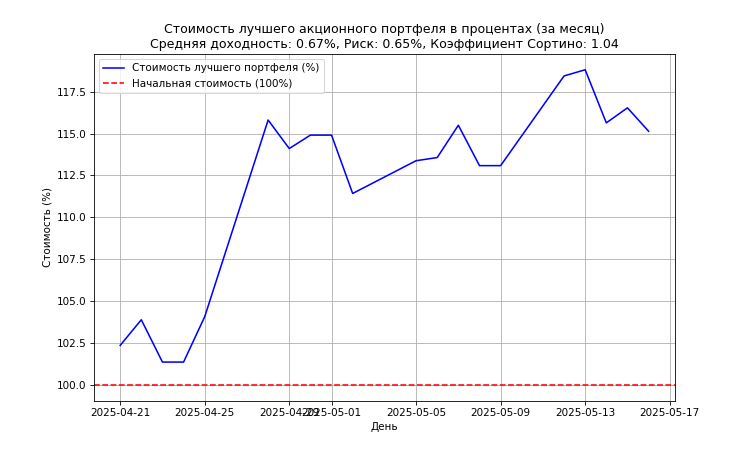 Стоимость лучшего акционного портфеля в процентах (за месяц)
Средняя доходность: 0.67%, Риск: 0.65%, Коэффициент Сортино: 1.04
Стоимость лучшего портфеля (%)
Начальная стоимость (100%)
Стоимость (%)
117.5
115.0
112.5
110.0
107.5
105.0
102.5
100.0
2025-04-21 2025-04-25 2025-04-29 2025-05-01 2025-05-05 2025-05-09 2025-05-13 2025-05-17
День